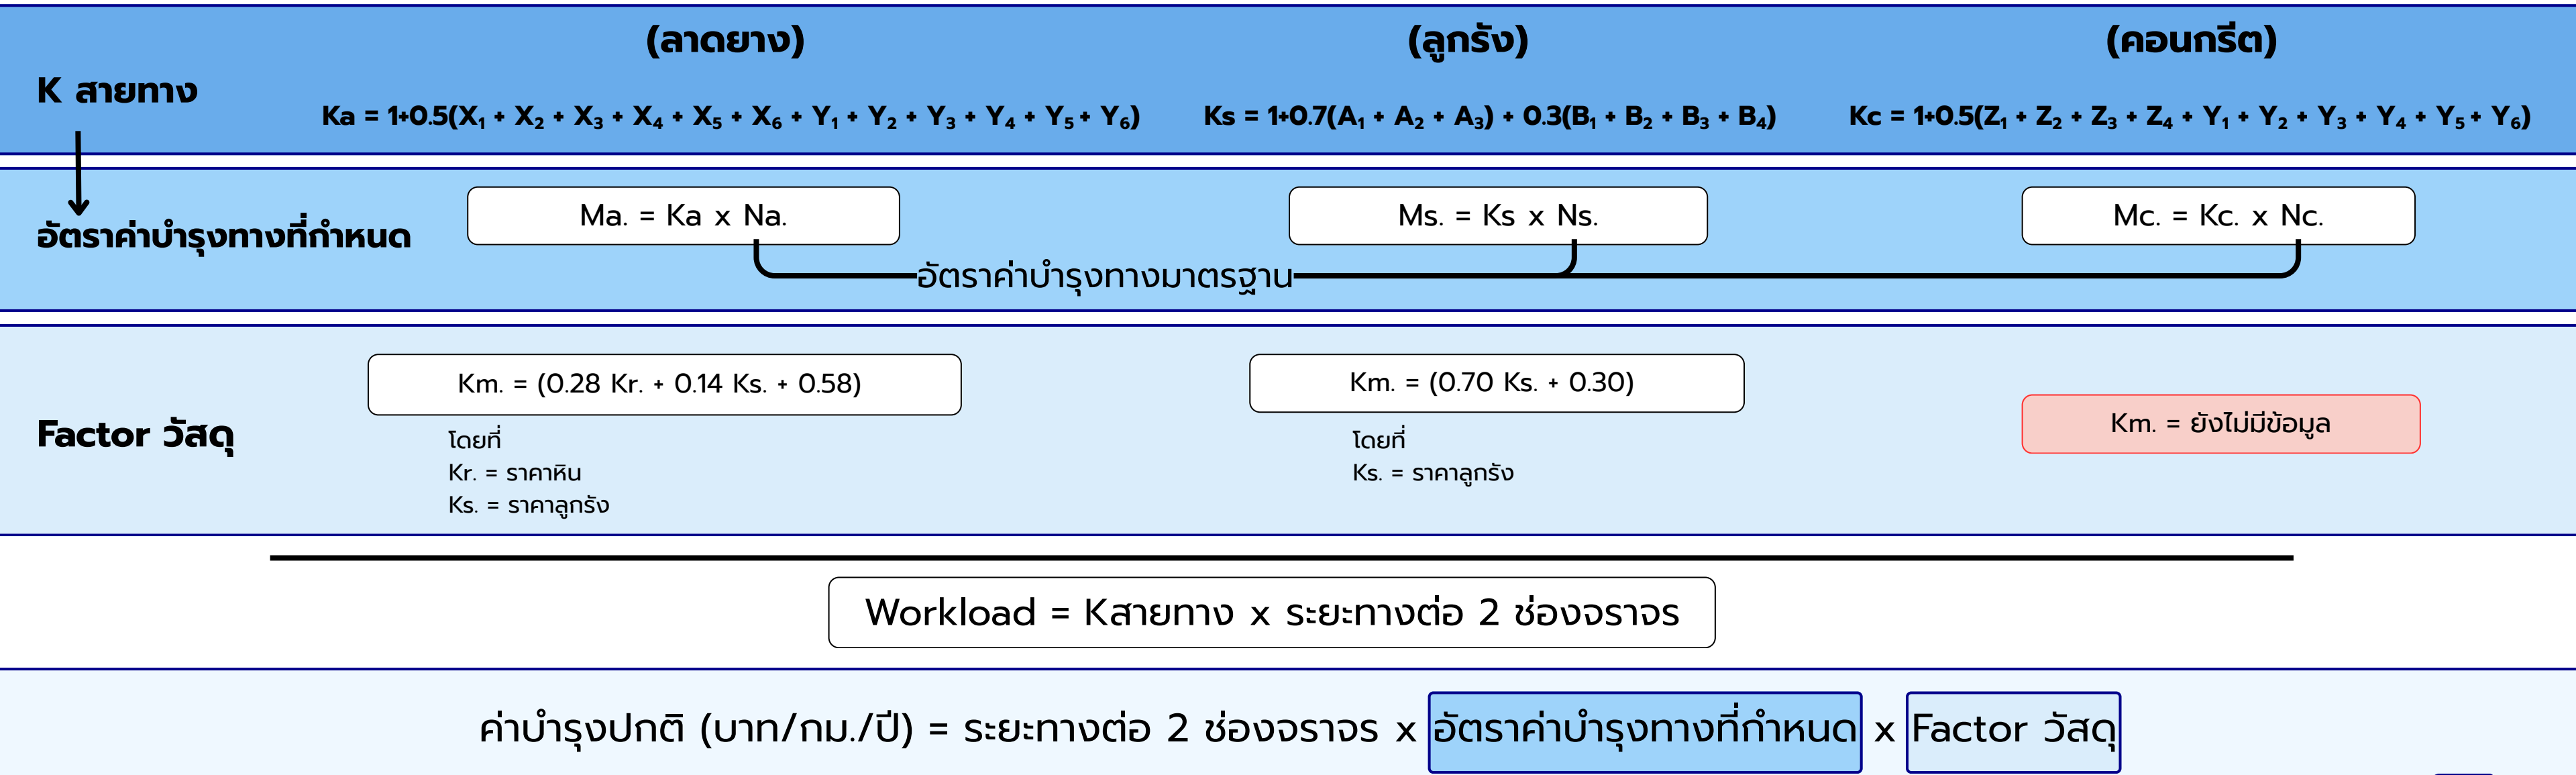 (ลาดยาง)
(ลูกรัง)
(คอนกรีต)
K สายทาง
Ka = 1+0.5(X₁ + X₂ + X₃ + X₄ + X₅ + X₆ + Y₁ + Y₂ + Y₃ + Y₄ + Y₅ + Y₆)
Ks = 1+0.7(A₁ + A₂ + A₃) + 0.3(B₁ + B₂ + B₃ + B₄)
Kc = 1+0.5(Z₁ + Z₂ + Z₃ + Z₄ + Y₁ + Y₂ + Y₃ + Y₄ + Y₅ + Y₆)
อัตราค่าบำรุงทางที่กำหนด
Ma. = Ka x Na.
Ms. = Ks x Ns.
Mc. = Kc. x Nc.
อัตราค่าบำรุงทางมาตรฐาน
Factor วัสดุ
Km. = (0.28 Kr. + 0.14 Ks. + 0.58)
โดยที่
Kr. = ราคาหิน
Ks. = ราคาลูกรัง
Km. = (0.70 Ks. + 0.30)
โดยที่
Ks. = ราคาลูกรัง
Km. = ยังไม่มีข้อมูล
Workload = Kสายทาง x ระยะทางต่อ 2 ช่องจราจร
ค่าบำรุงปกติ (บาท/กม./ปี) = ระยะทางต่อ 2 ช่องจราจร x อัตราค่าบำรุงทางที่กำหนด x Factor วัสดุ